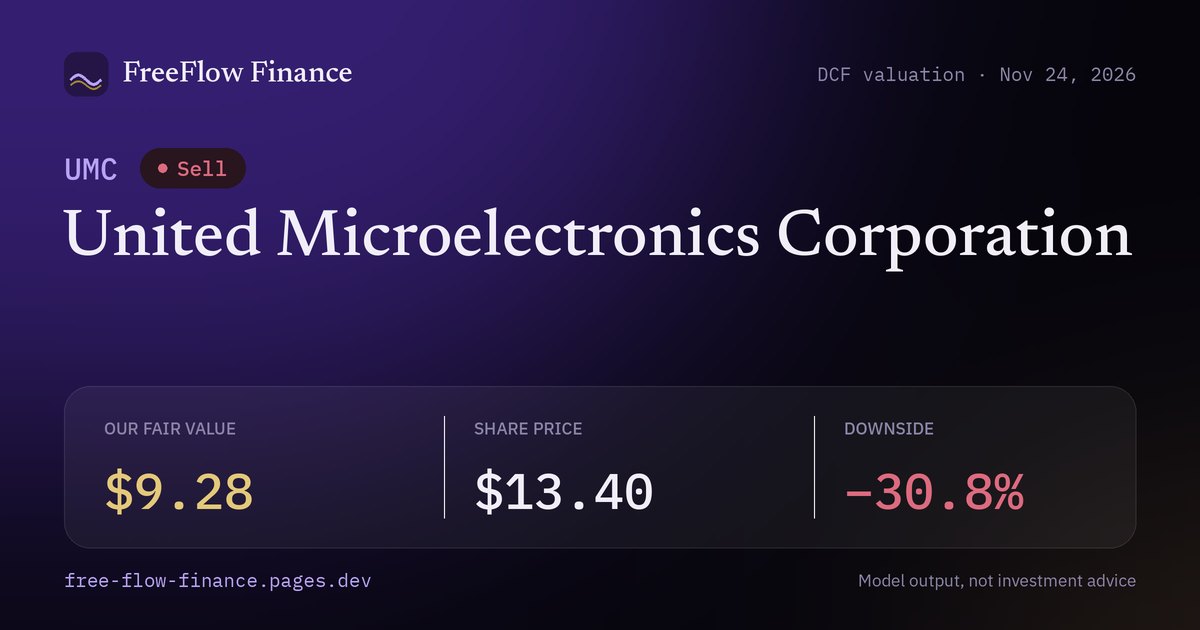 FreeFlow Finance
DCF valuation · Nov 24, 2026
UMC
Sell
United Microelectronics Corporation
OUR FAIR VALUE
$9.28
SHARE PRICE
$13.40
DOWNSIDE
−30.8%
free-flow-finance.pages.dev
Model output, not investment advice